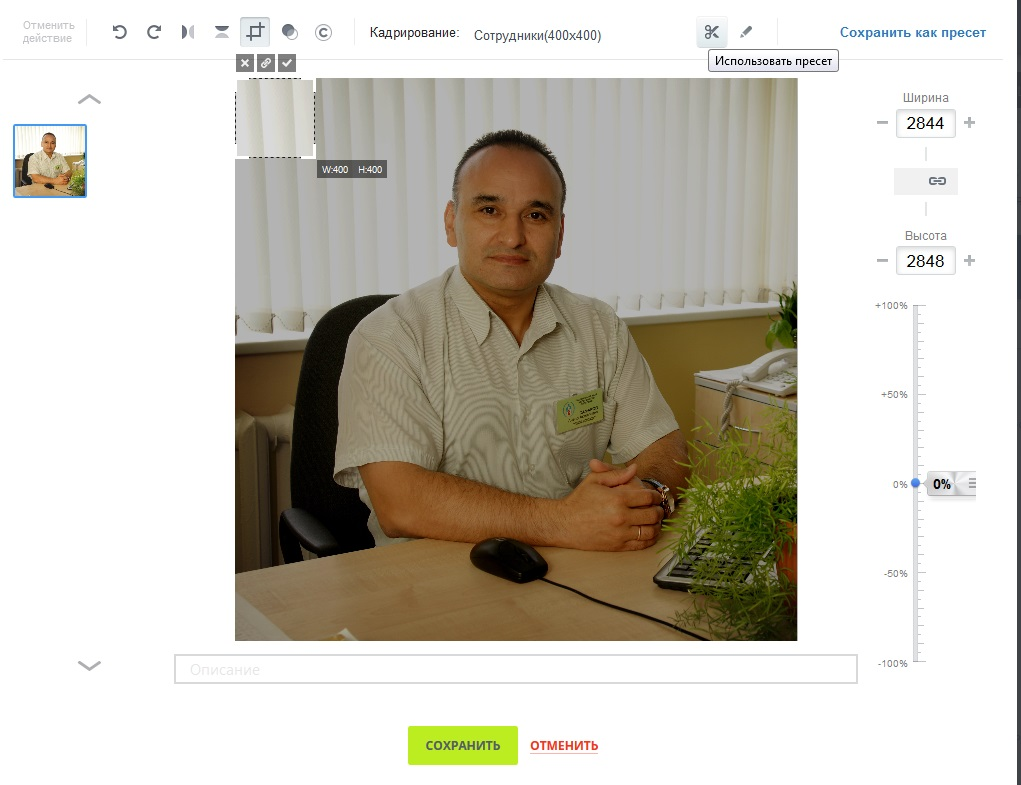 Отменить
действие
Кадрирование:
Сотрудники(400x400)
Сохранить как пресет
Использовать пресет
W:400 H:400
Ширина
2844
Высота
2848
+100%
+50%
0%
0%
-50%
-100%
Описание
СОХРАНИТЬ
ОТМЕНИТЬ